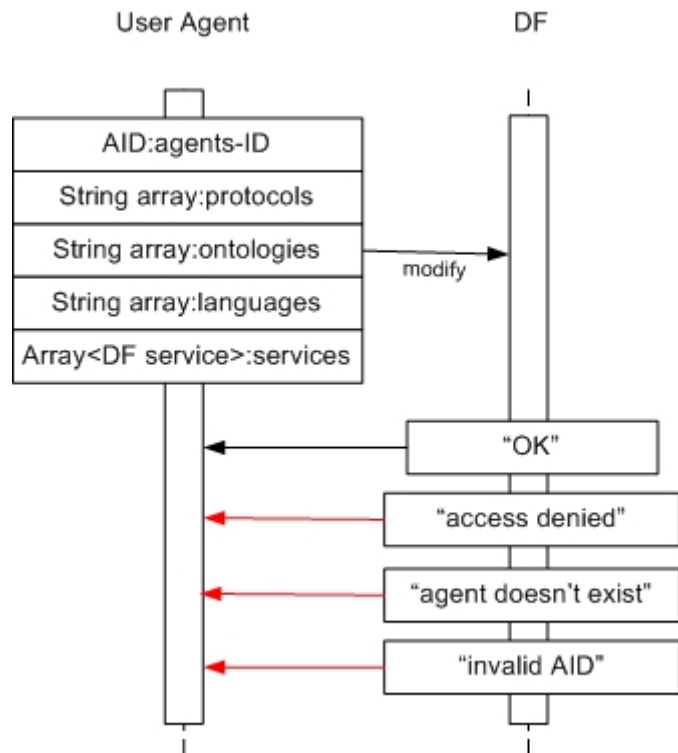 User Agent
DF
AID:agents-ID
String array:protocols
String array:ontologies
modify
String array:languages
Array<DF service>:services
“OK”
“access denied”
“agent doesn’t exist”
“invalid AID”